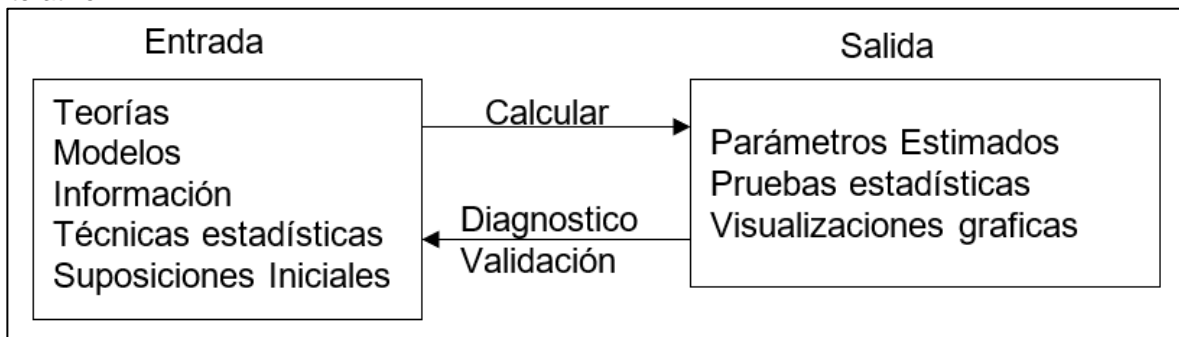 Entrada
Salida
Teorías
Modelos
Información
Técnicas estadísticas
Suposiciones Iniciales
Calcular
Diagnostico
Validación
Parámetros Estimados
Pruebas estadísticas
Visualizaciones graficas